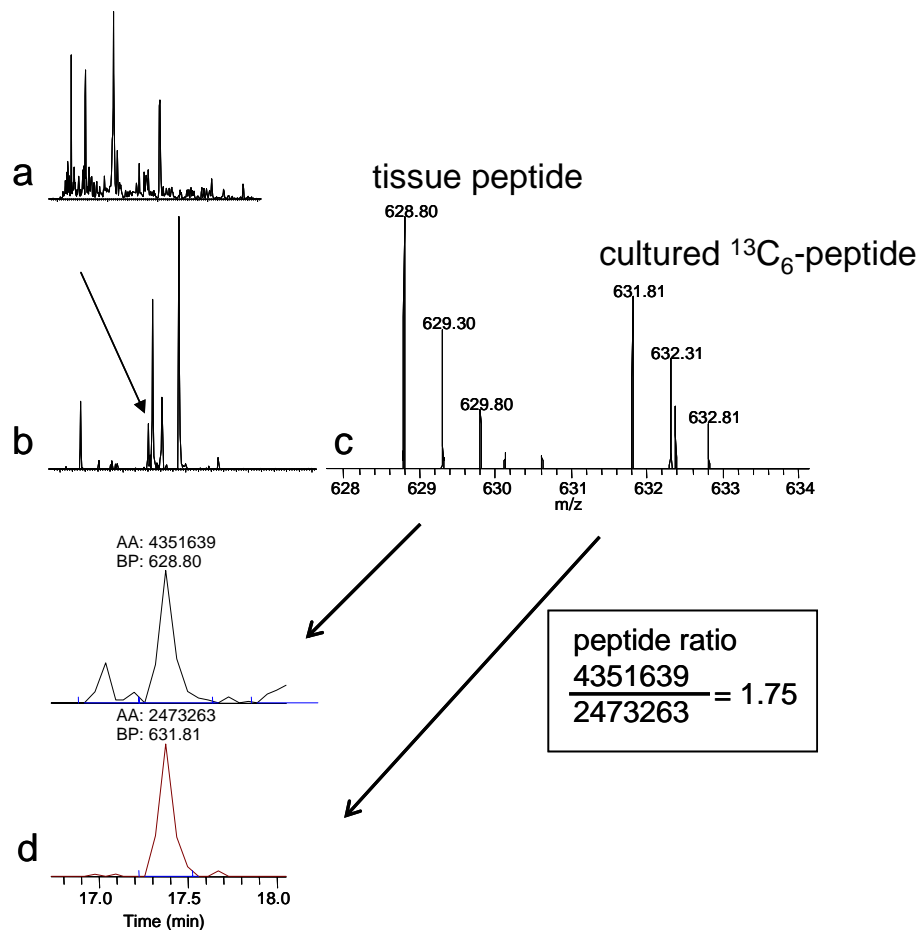 a
tissue peptide
628.80
cultured ¹³C₆-peptide
631.81
629.30
632.31
629.80
632.81
b
c
628 629 630 631 632 633 634
m/z
AA: 4351639
BP: 628.80
peptide ratio
4351639
2473263
= 1.75
AA: 2473263
BP: 631.81
d
17.0 17.5 18.0
Time (min)